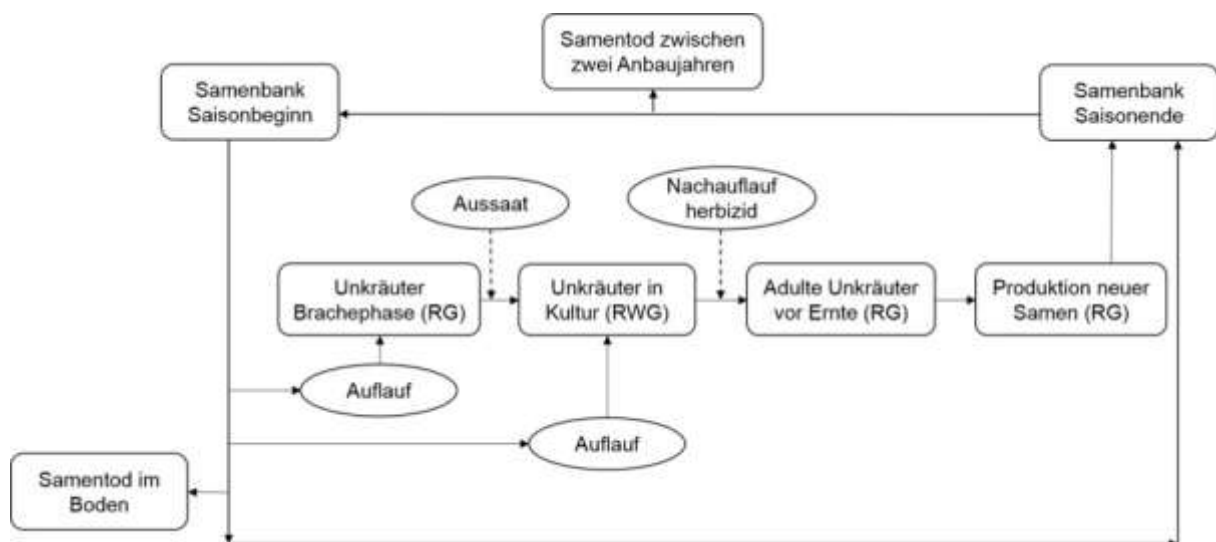 Samentod zwischen
zwei Anbaujahren
Samenbank
Saisonbeginn
Samenbank
Saisonende
Aussaat
Nachauflauf
herbizid
Unkräuter
Brachephase (RG)
Unkräuter in
Kultur (RWG)
Adulte Unkräuter
vor Ernte (RG)
Produktion neuer
Samen (RG)
Auflauf
Auflauf
Samentod im
Boden